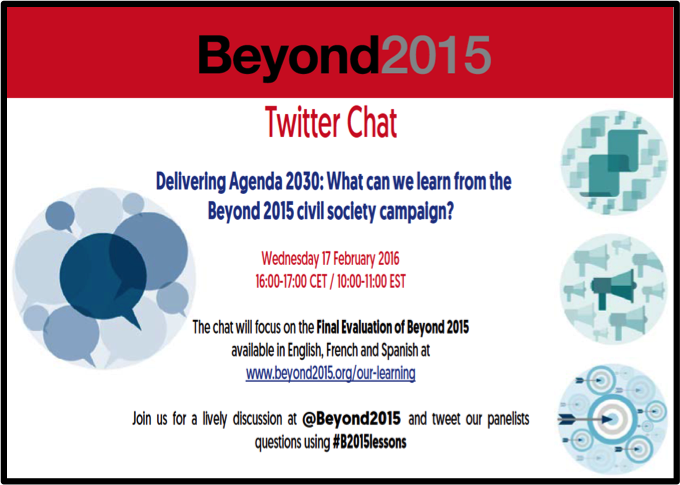 Beyond2015
Twitter Chat
Delivering Agenda 2030: What can we learn from the
Beyond 2015 civil society campaign?
Wednesday 17 February 2016
16:00-17:00 CET / 10:00-11:00 EST
The chat will focus on the Final Evaluation of Beyond 2015
available in English, French and Spanish at
www.beyond2015.org/our-learning
Join us for a lively discussion at @Beyond2015 and tweet our panelists
questions using #B2015lessons